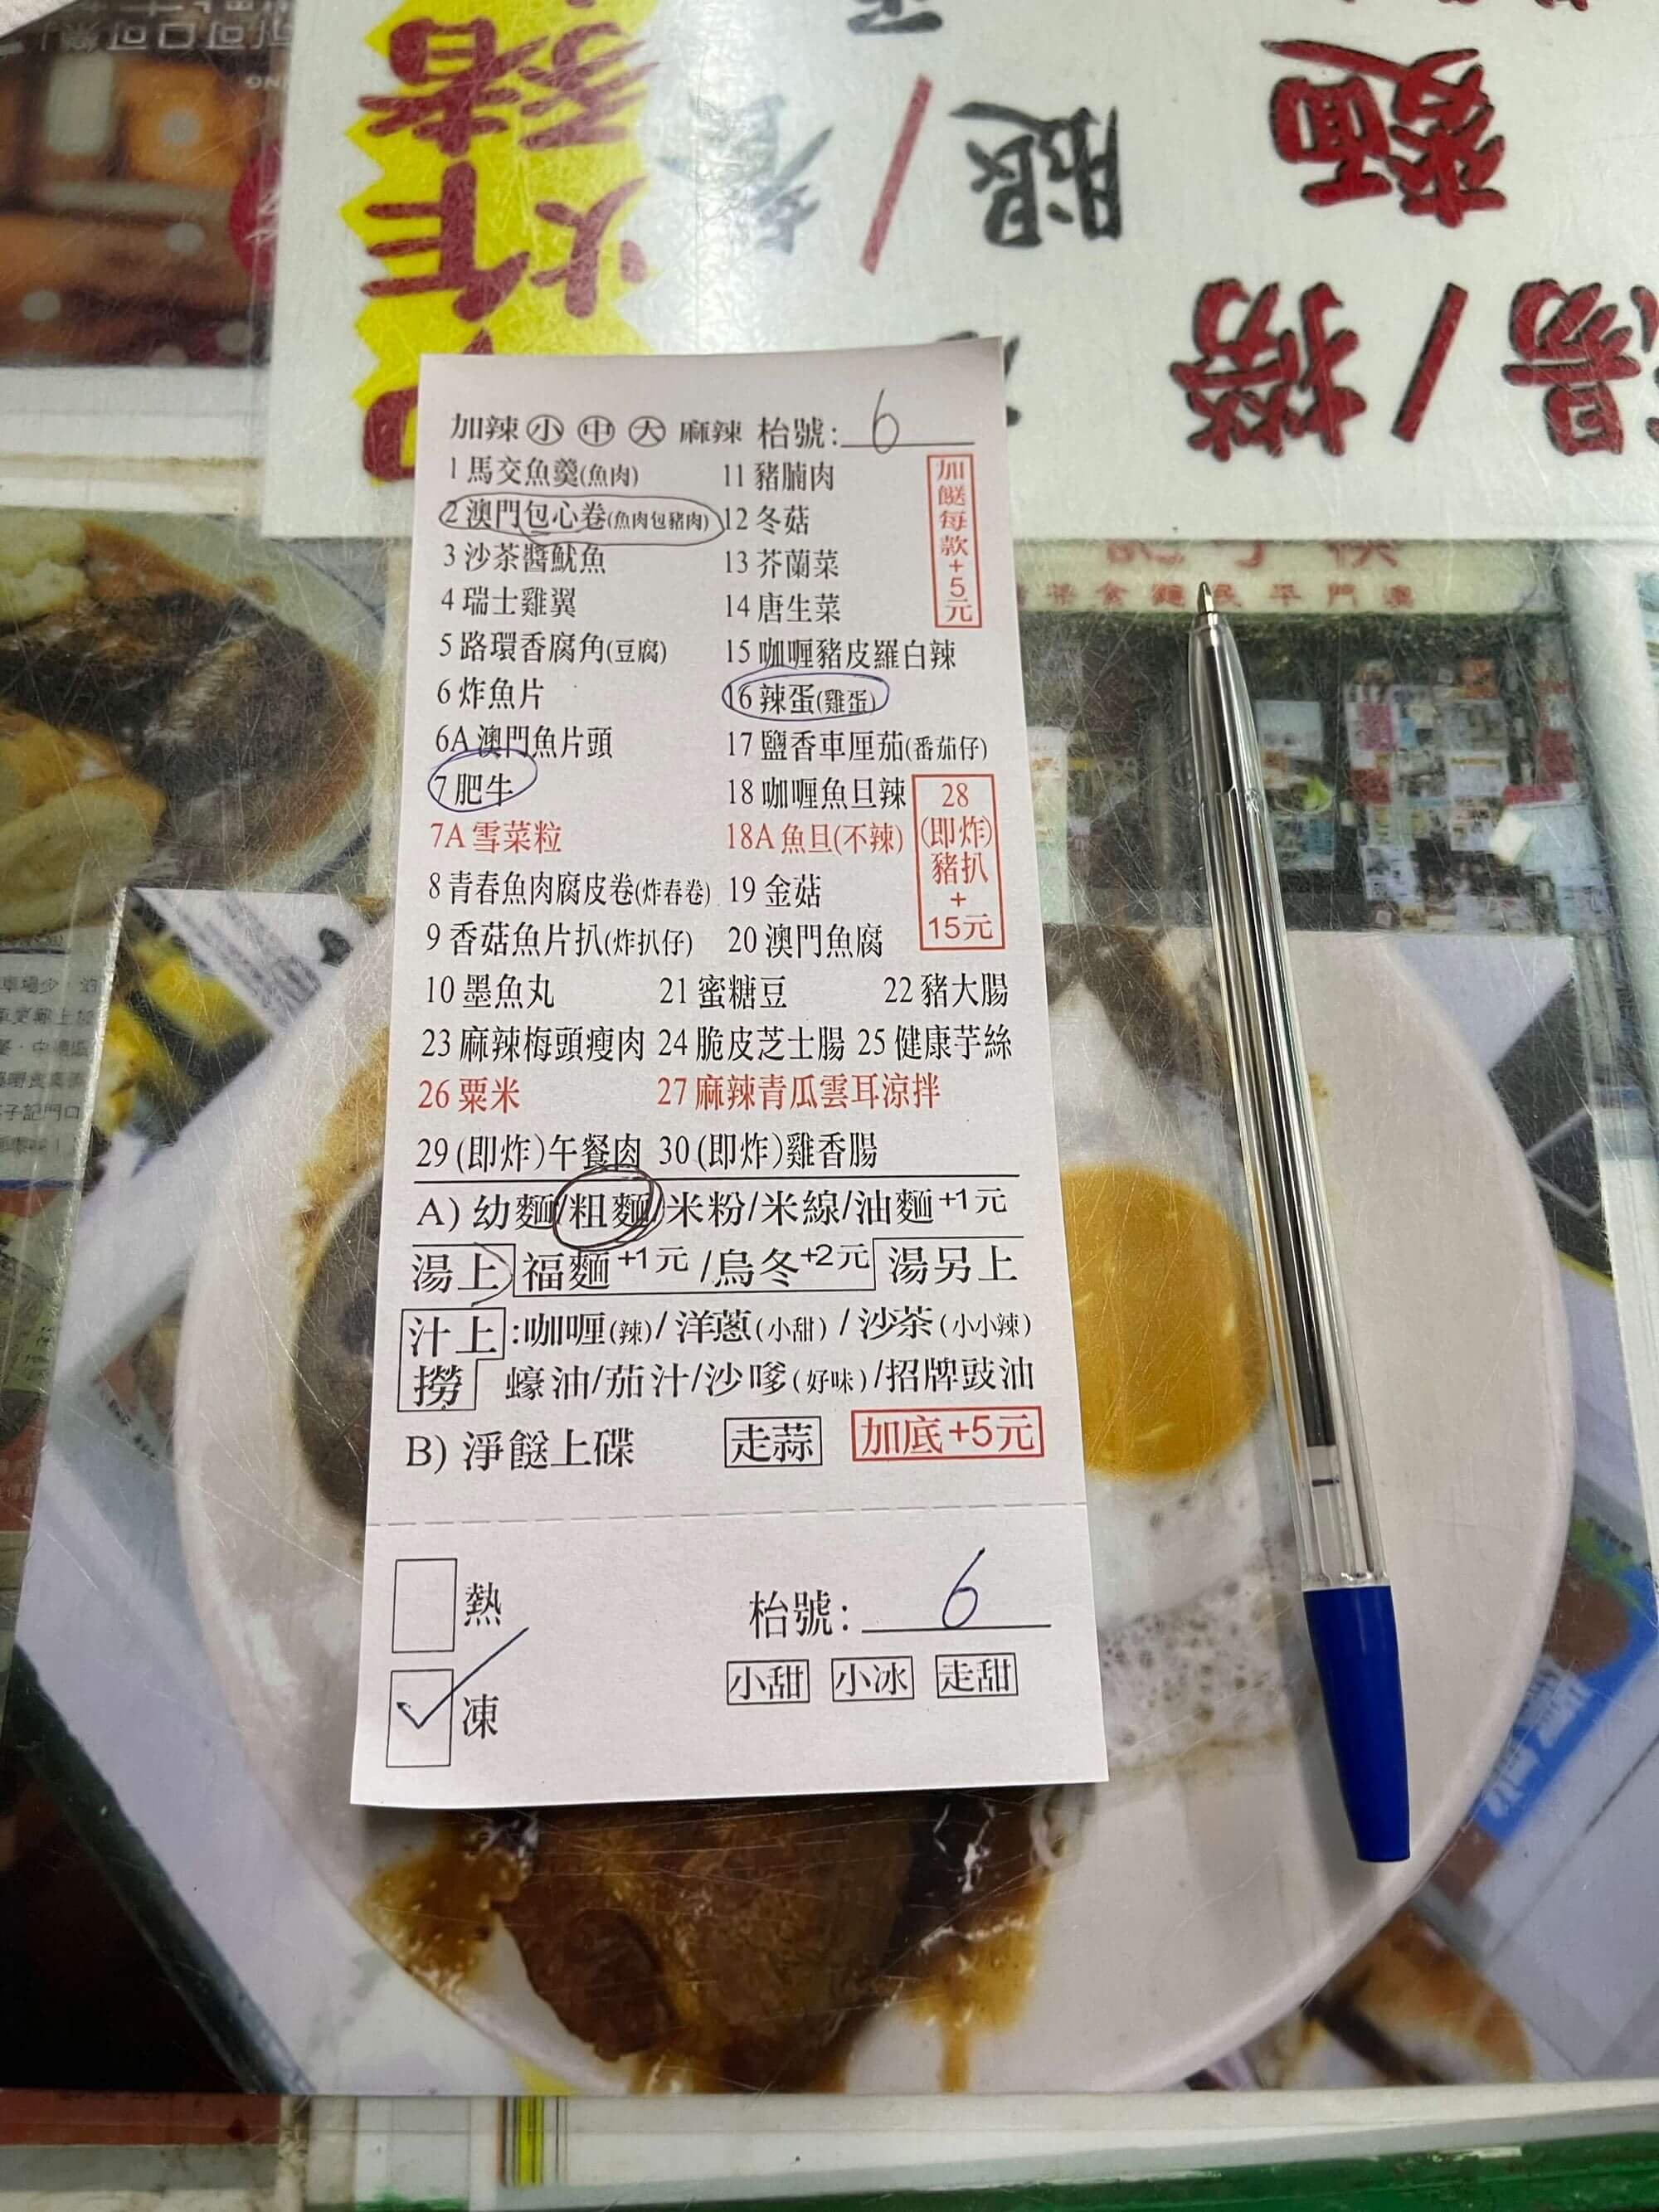 加辣 小 中 大 麻辣 枱號: 6
1 馬交魚羹(魚肉) 11 豬腩肉
2 澳門包心卷(魚肉包豬肉) 12 冬菇
3 沙茶醬魷魚 13 芥蘭菜
4 瑞士雞翼 14 唐生菜
加餸每款+5元
5 路環香腐角(豆腐) 15 咖喱豬皮羅白辣
6 炸魚片 16 辣蛋(雞蛋)
6A 澳門魚片頭 17 鹽香車厘茄(番茄仔)
7 肥牛 18 咖喱魚旦辣
7A 雪菜粒 18A 魚旦(不辣)
28
(即炸)
豬扒
+
15元
8 青春魚肉腐皮卷(炸春卷) 19 金菇
9 香菇魚片扒(炸扒仔) 20 澳門魚腐
10 墨魚丸 21 蜜糖豆 22 豬大腸
23 麻辣梅頭瘦肉 24 脆皮芝士腸 25 健康芋絲
26 粟米 27 麻辣青瓜雲耳涼拌
29 (即炸)午餐肉 30 (即炸)雞香腸
A) 幼麵/粗麵/米粉/米線/油麵+1元
湯上 福麵+1元 /烏冬+2元 湯另上
汁上:咖喱(辣)/洋蔥(小甜)/沙茶(小小辣)
撈 蠔油/茄汁/沙嗲(好味)/招牌豉油
B) 淨餸上碟 走蒜 加底+5元
熱 枱號: 6
凍 小甜 小冰 走甜
炸豬
腿/
麵
湯/撈
澳門平民麵食